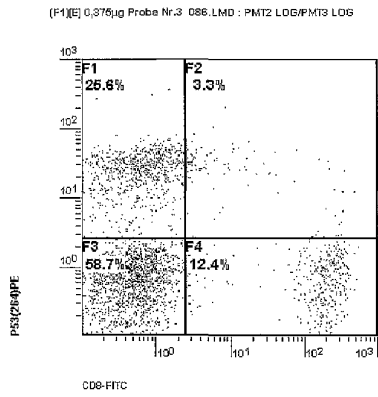 [F1][E] 0,375µg Probe Nr.3 086.LMD : PMT2 LOG/PMT3 LOG
10³
F1
25.6%
F2
3.3%
10²
10¹
F3
58.7%
F4
12.4%
10⁰
P53(264)PE
10⁰ 10¹ 10² 10³
CD8-FITC